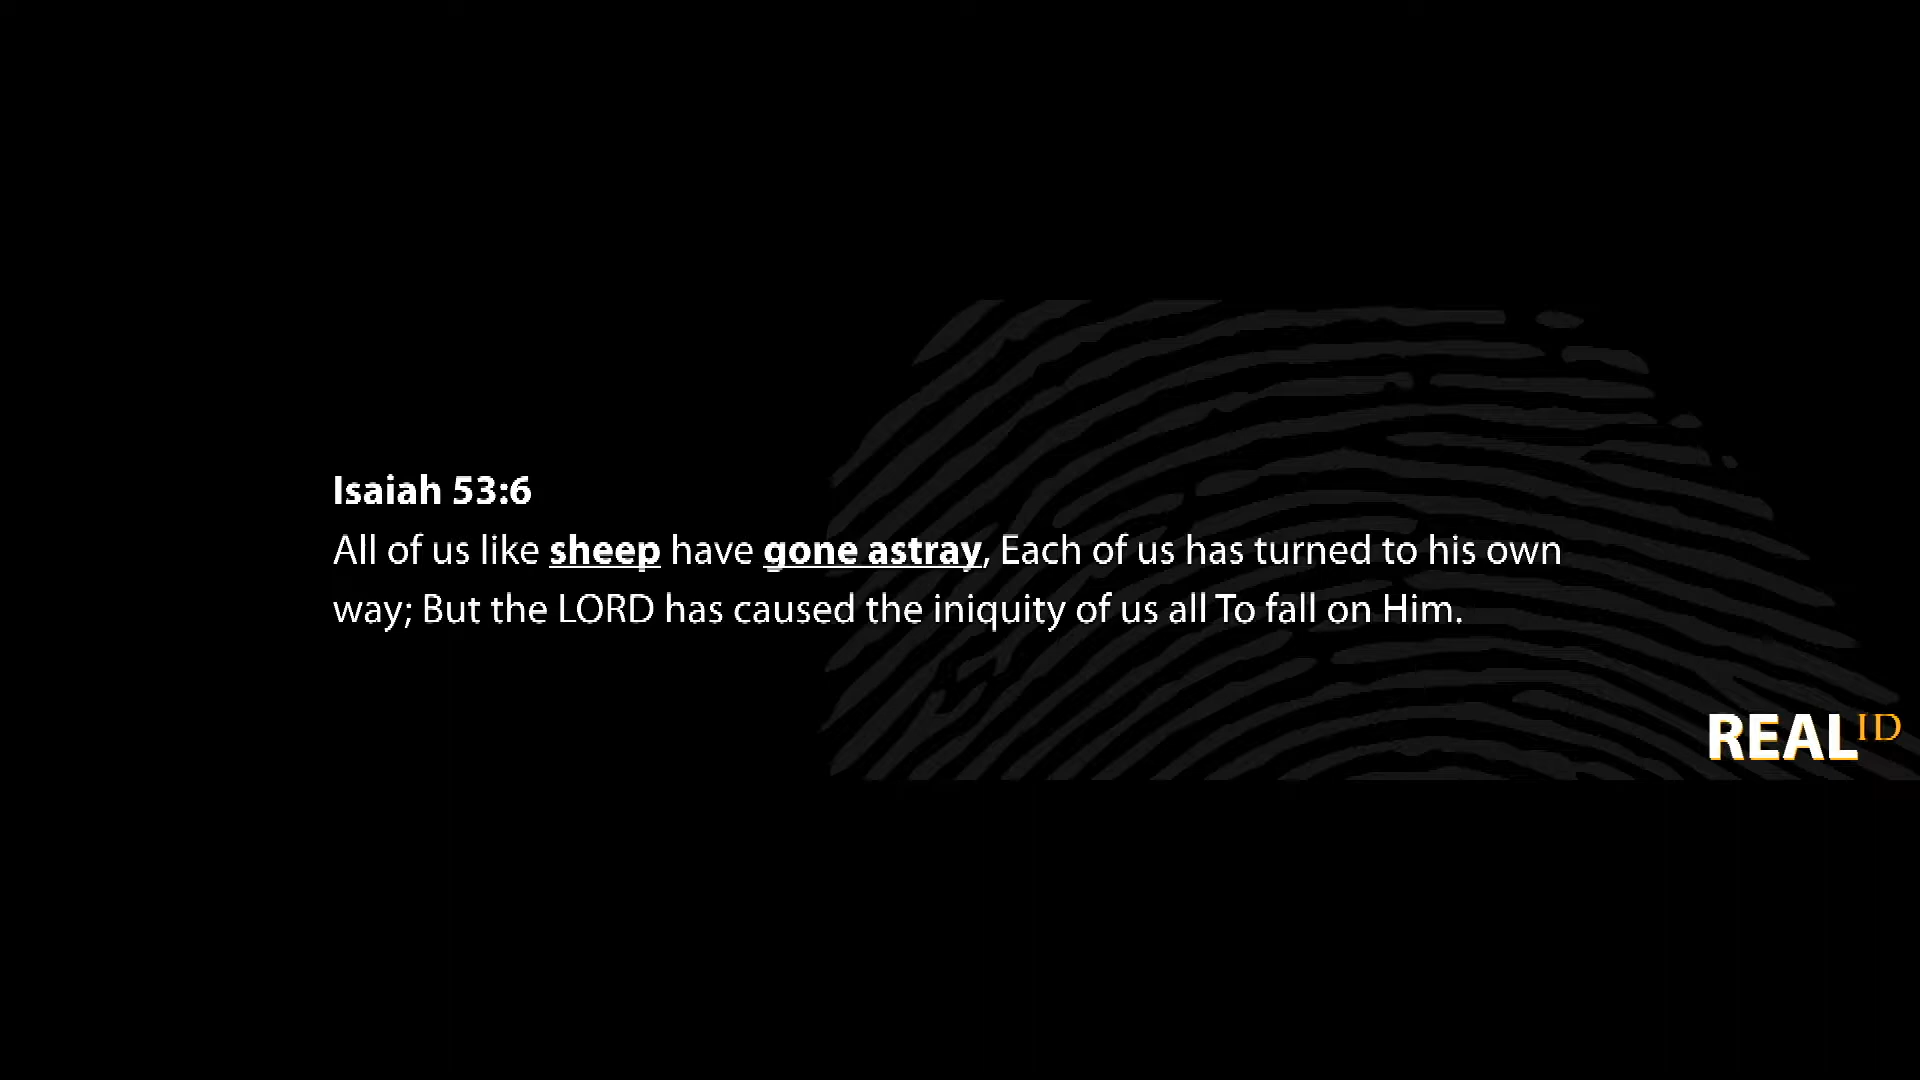 Isaiah 53:6
All of us like sheep have gone astray, Each of us has turned to his own
way; But the LORD has caused the iniquity of us all To fall on Him.
REAL ID